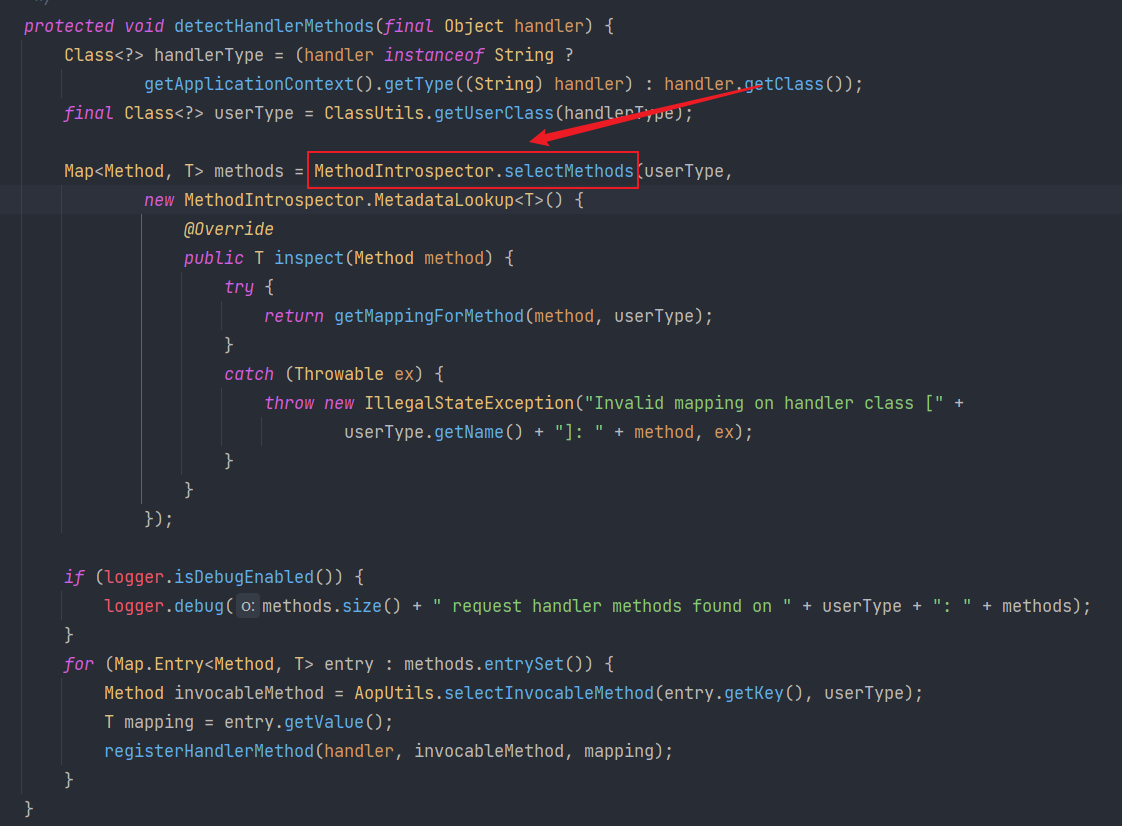 protected void detectHandlerMethods(final Object handler) {
    Class<?> handlerType = (handler instanceof String ?
            getApplicationContext().getType((String) handler) : handler.getClass());
    final Class<?> userType = ClassUtils.getUserClass(handlerType);
    Map<Method, T> methods = MethodIntrospector.selectMethods(userType,
            new MethodIntrospector.MetadataLookup<T>() {
                @Override
                public T inspect(Method method) {
                    try {
                        return getMappingForMethod(method, userType);
                    }
                    catch (Throwable ex) {
                        throw new IllegalStateException("Invalid mapping on handler class [" +
                                userType.getName() + "]: " + method, ex);
                    }
                }
            });
    if (logger.isDebugEnabled()) {
        logger.debug( o: methods.size() + " request handler methods found on " + userType + ": " + methods);
    }
    for (Map.Entry<Method, T> entry : methods.entrySet()) {
        Method invocableMethod = AopUtils.selectInvocableMethod(entry.getKey(), userType);
        T mapping = entry.getValue();
        registerHandlerMethod(handler, invocableMethod, mapping);
    }
}